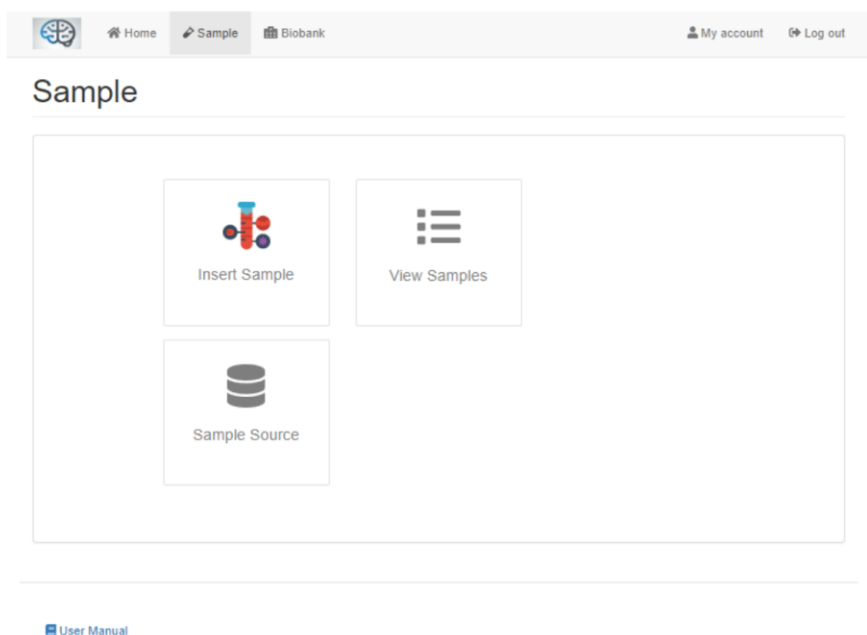 Home Sample Biobank My account Log out
Sample
Insert Sample View Samples
Sample Source
User Manual